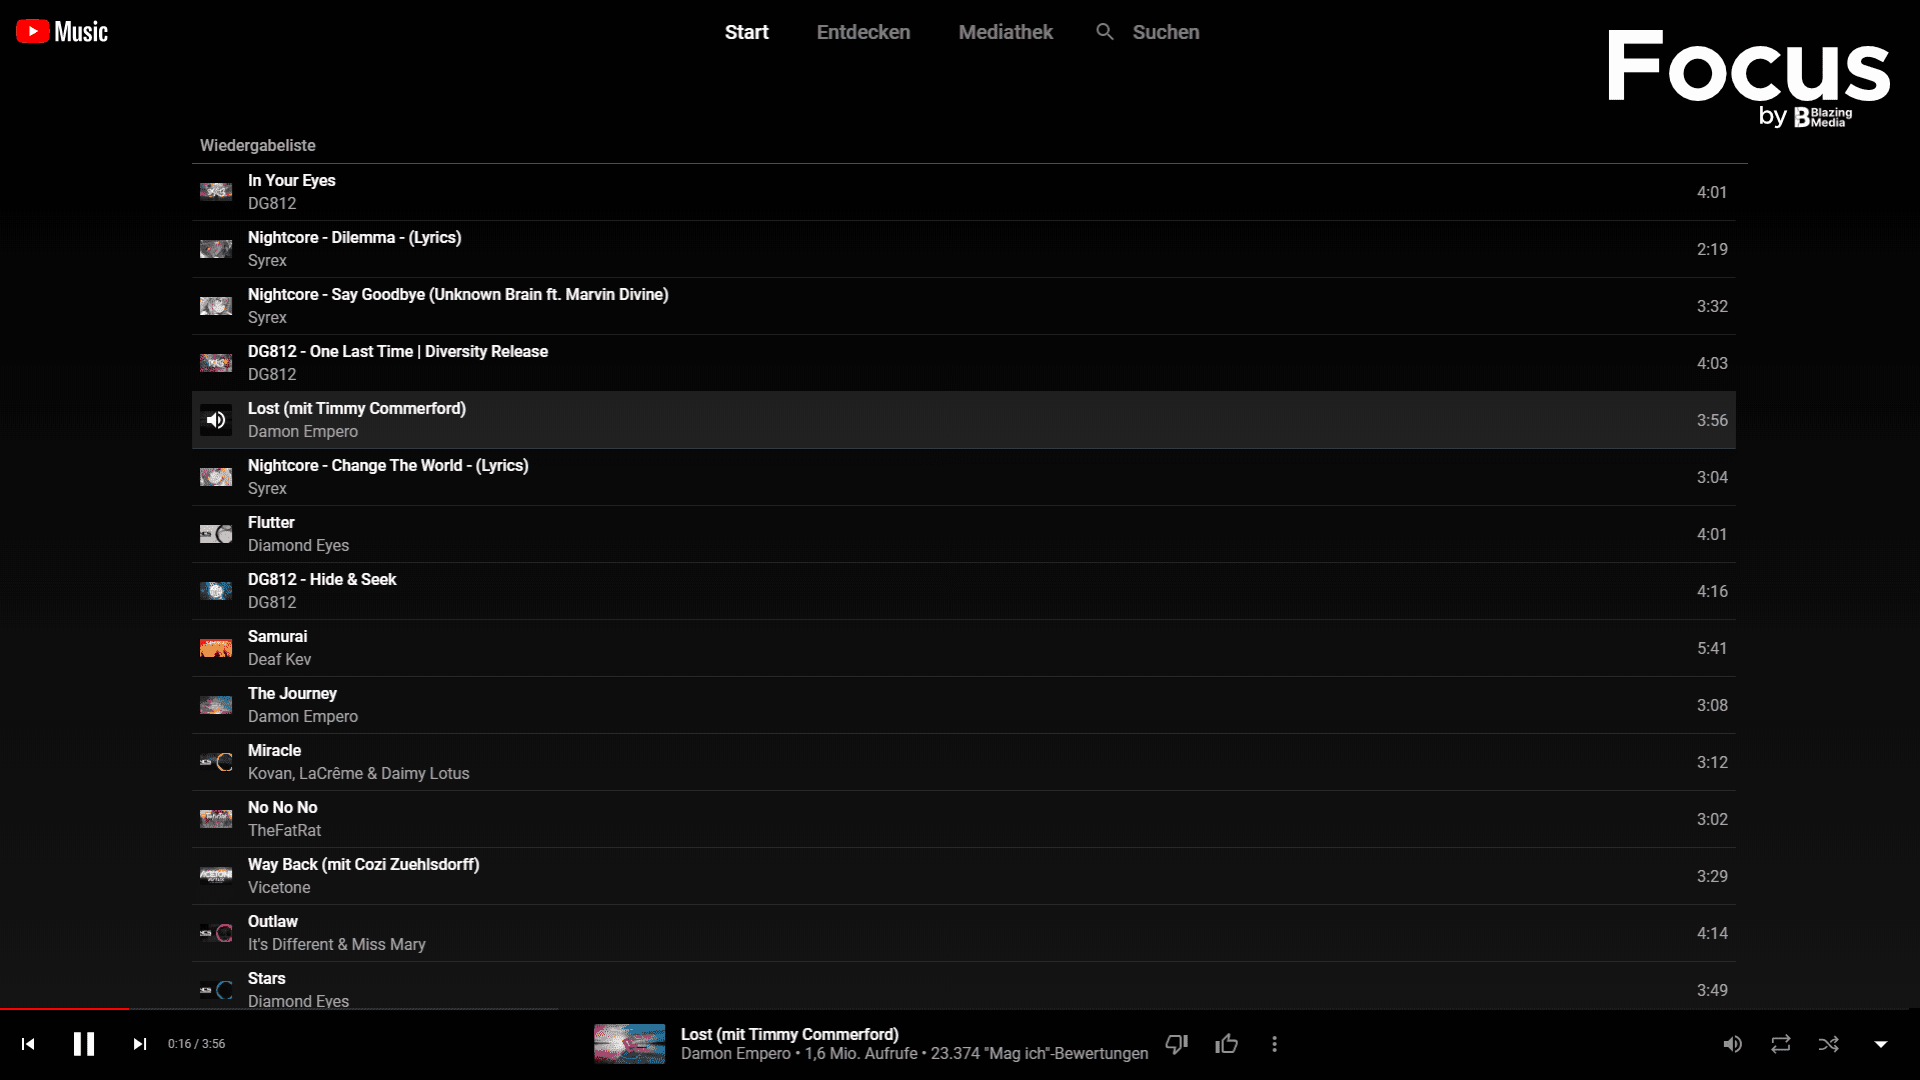 Music
Start
Entdecken
Mediathek
Suchen
Focus
by B Blazing Media
Wiedergabeliste
In Your Eyes
DG812
4:01
Nightcore - Dilemma - (Lyrics)
Syrex
2:19
Nightcore - Say Goodbye (Unknown Brain ft. Marvin Divine)
Syrex
3:32
DG812 - One Last Time | Diversity Release
DG812
4:03
Lost (mit Timmy Commerford)
Damon Empero
3:56
Nightcore - Change The World - (Lyrics)
Syrex
3:04
Flutter
Diamond Eyes
4:01
DG812 - Hide & Seek
DG812
4:16
Samurai
Deaf Kev
5:41
The Journey
Damon Empero
3:08
Miracle
Kovan, LaCrême & Daimy Lotus
3:12
No No No
TheFatRat
3:02
Way Back (mit Cozi Zuehlsdorff)
Vicetone
3:29
Outlaw
It's Different & Miss Mary
4:14
Stars
Diamond Eyes
3:49
0:16 / 3:56
Lost (mit Timmy Commerford)
Damon Empero • 1,6 Mio. Aufrufe • 23.374 "Mag ich"-Bewertungen